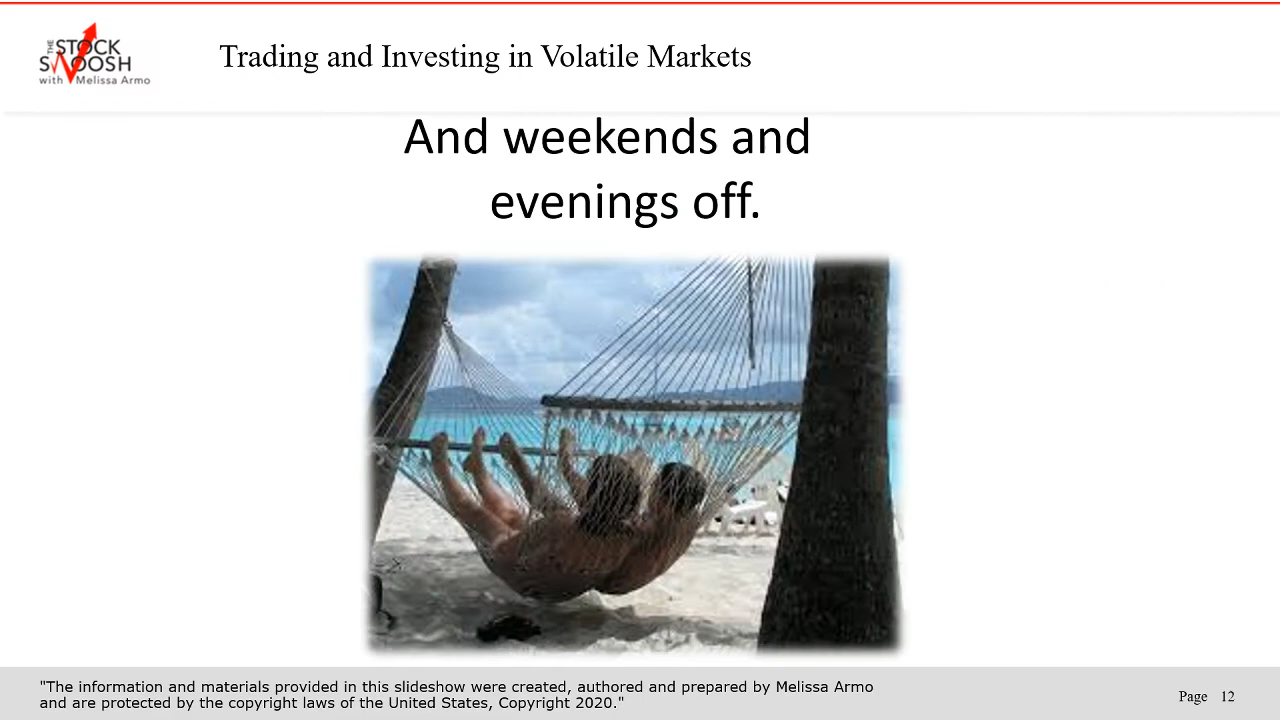 THE
STOCK
SWOOSH
with Melissa Armo
Trading and Investing in Volatile Markets
And weekends and
evenings off.
"The information and materials provided in this slideshow were created, authored and prepared by Melissa Armo
and are protected by the copyright laws of the United States, Copyright 2020."
Page 12